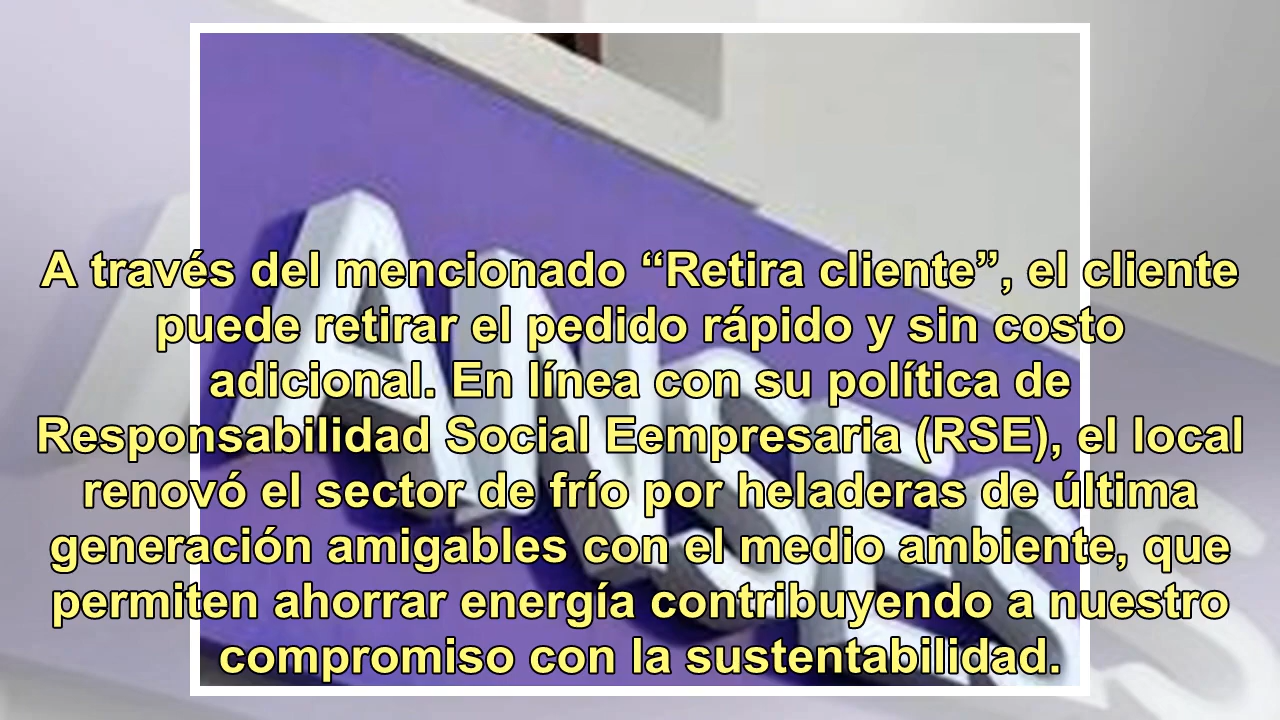 A través del mencionado “Retira cliente”, el cliente
puede retirar el pedido rápido y sin costo
adicional. En línea con su política de
Responsabilidad Social Eempresaria (RSE), el local
renovó el sector de frío por heladeras de última
generación amigables con el medio ambiente, que
permiten ahorrar energía contribuyendo a nuestro
compromiso con la sustentabilidad.
ANSES